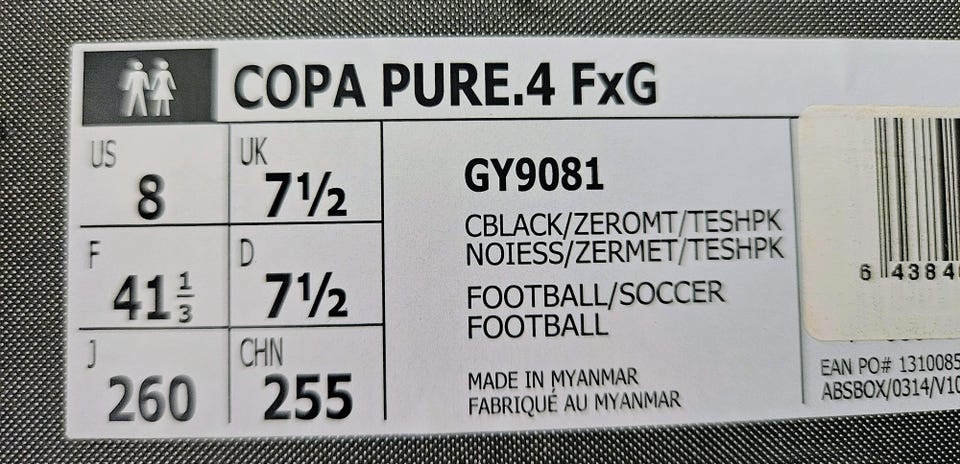 COPA PURE.4 FxG
US
8
UK
7½
F
41⅓
D
7½
J
260
CHN
255
GY9081
CBLACK/ZEROMT/TESHPK
NOIESS/ZERMET/TESHPK
FOOTBALL/SOCCER
FOOTBALL
MADE IN MYANMAR
FABRIQUÉ AU MYANMAR
6 4384
EAN PO# 1310085
ABSBOX/0314/V10